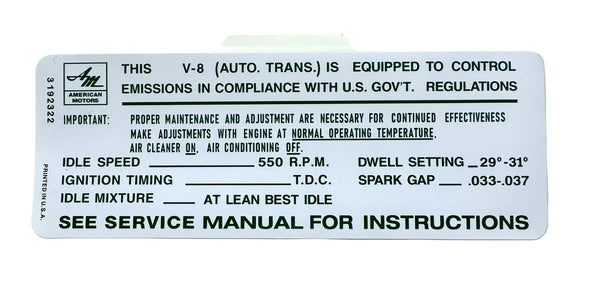 AM
AMERICAN
MOTORS
3192322
THIS V-8 (AUTO. TRANS.) IS EQUIPPED TO CONTROL
EMISSIONS IN COMPLIANCE WITH U.S. GOV'T. REGULATIONS
IMPORTANT: PROPER MAINTENANCE AND ADJUSTMENT ARE NECESSARY FOR CONTINUED EFFECTIVENESS
MAKE ADJUSTMENTS WITH ENGINE AT NORMAL OPERATING TEMPERATURE,
AIR CLEANER ON, AIR CONDITIONING OFF.
IDLE SPEED 550 R.P.M. DWELL SETTING 29°-31°
IGNITION TIMING T.D.C. SPARK GAP .033-.037
IDLE MIXTURE AT LEAN BEST IDLE
SEE SERVICE MANUAL FOR INSTRUCTIONS
PRINTED IN U.S.A.